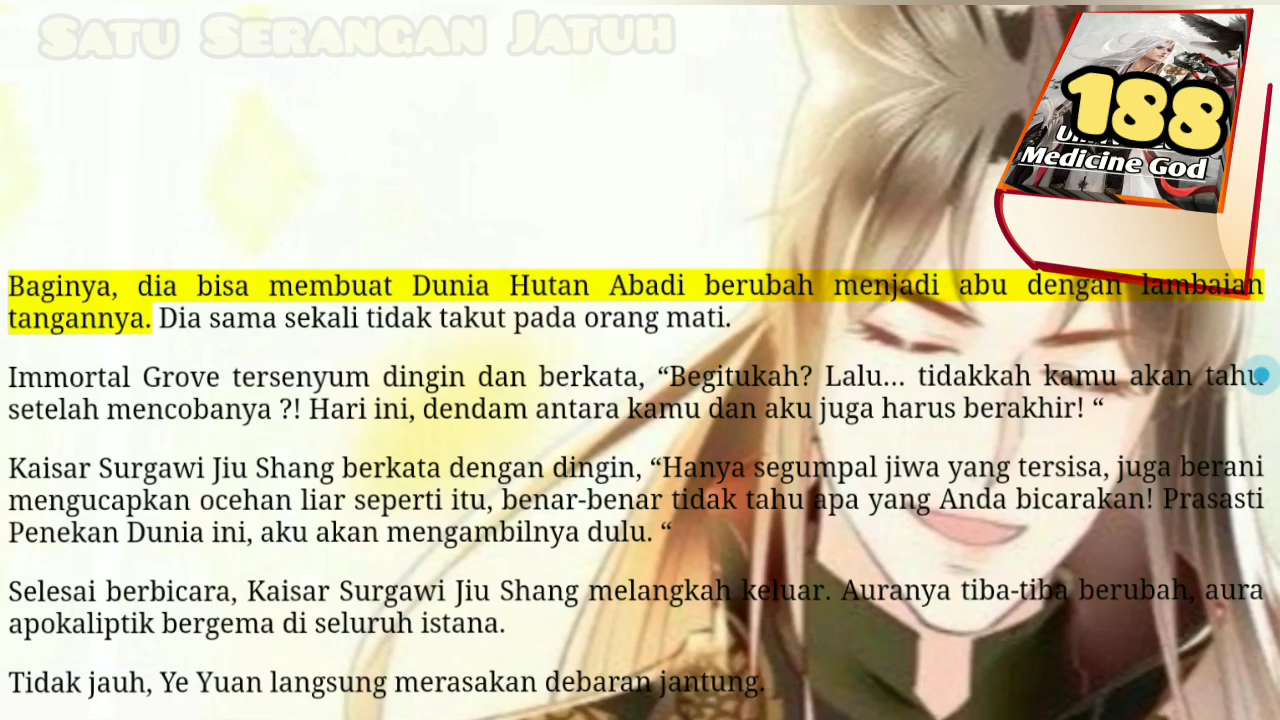 Satu Serangan Jatuh
188
Medicine God
Baginya, dia bisa membuat Dunia Hutan Abadi berubah menjadi abu dengan lambaian
tangannya. Dia sama sekali tidak takut pada orang mati.
Immortal Grove tersenyum dingin dan berkata, “Begitukah? Lalu... tidakkah kamu akan tahu
setelah mencobanya ?! Hari ini, dendam antara kamu dan aku juga harus berakhir! “
Kaisar Surgawi Jiu Shang berkata dengan dingin, “Hanya segumpal jiwa yang tersisa, juga berani
mengucapkan ocehan liar seperti itu, benar-benar tidak tahu apa yang Anda bicarakan! Prasasti
Penekan Dunia ini, aku akan mengambilnya dulu. “
Selesai berbicara, Kaisar Surgawi Jiu Shang melangkah keluar. Auranya tiba-tiba berubah, aura
apokaliptik bergema di seluruh istana.
Tidak jauh, Ye Yuan langsung merasakan debaran jantung.